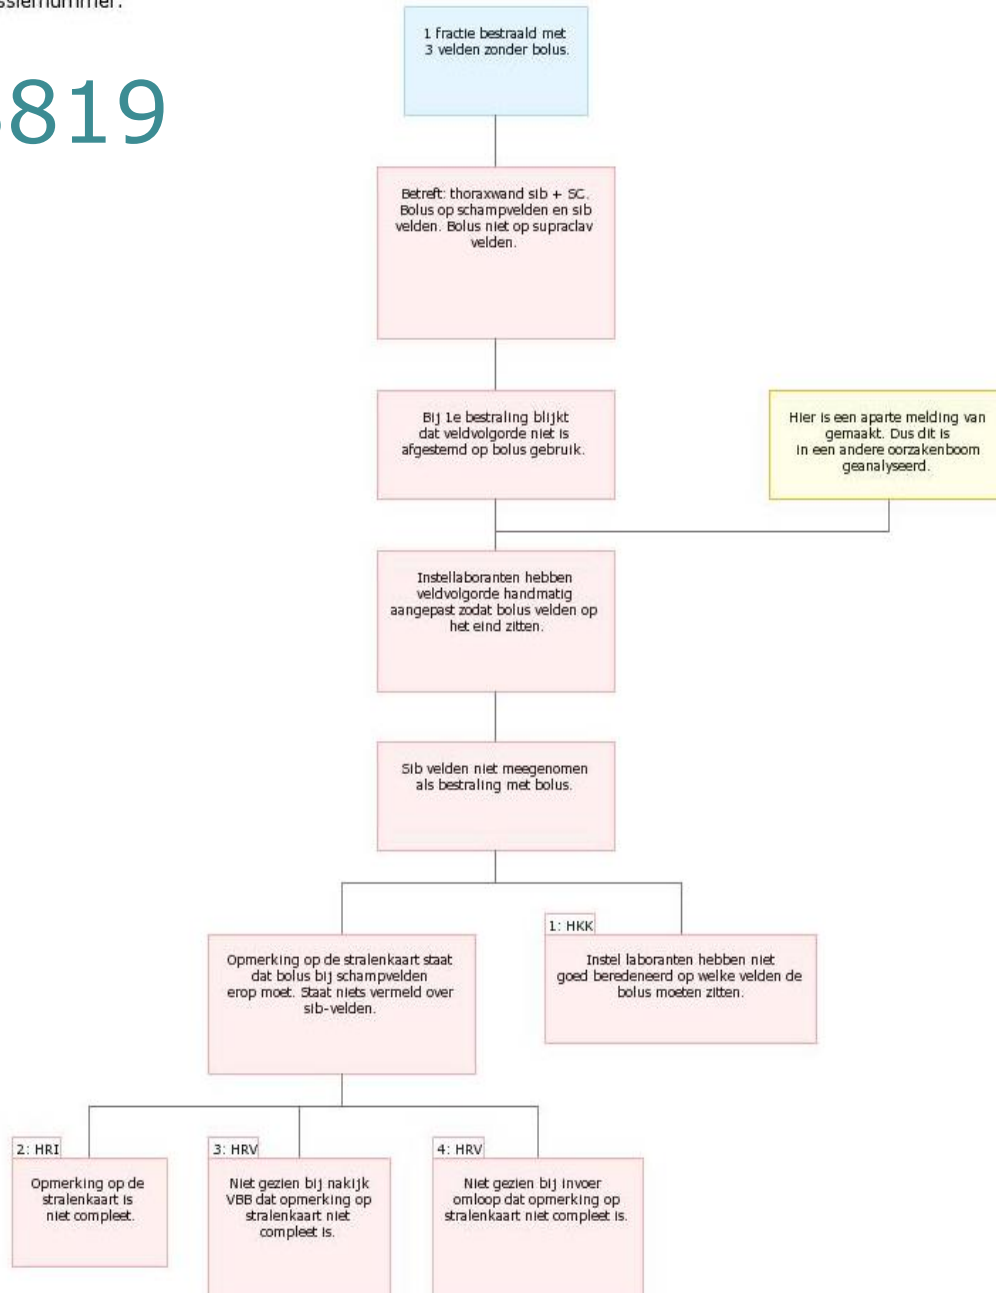 1 fractie bestraald met
3 velden zonder bolus.
819
Betreft: thoraxwand sib + SC.
Bolus op schampvelden en sib
velden. Bolus niet op supraclav
velden.
Bij 1e bestraling blijkt
dat veldvolgorde niet is
afgestemd op bolus gebruik.
Hier is een aparte melding van
gemaakt. Dus dit is
in een andere oorzakenboom
geanalyseerd.
Instellaboranten hebben
veldvolgorde handmatig
aangepast zodat bolus velden op
het eind zitten.
Sib velden niet meegenomen
als bestraling met bolus.
Opmerking op de stralenkaart staat
dat bolus bij schampvelden
erop moet. Staat niets vermeld over
sib-velden.
1: HKK
Instel laboranten hebben niet
goed beredeneerd op welke velden de
bolus moeten zitten.
2: HRI
Opmerking op de
stralenkaart is
niet compleet.
3: HRV
Niet gezien bij nakijk
VBB dat opmerking op
stralenkaart niet
compleet is.
4: HRV
Niet gezien bij invoer
omloop dat opmerking op
stralenkaart niet compleet is.